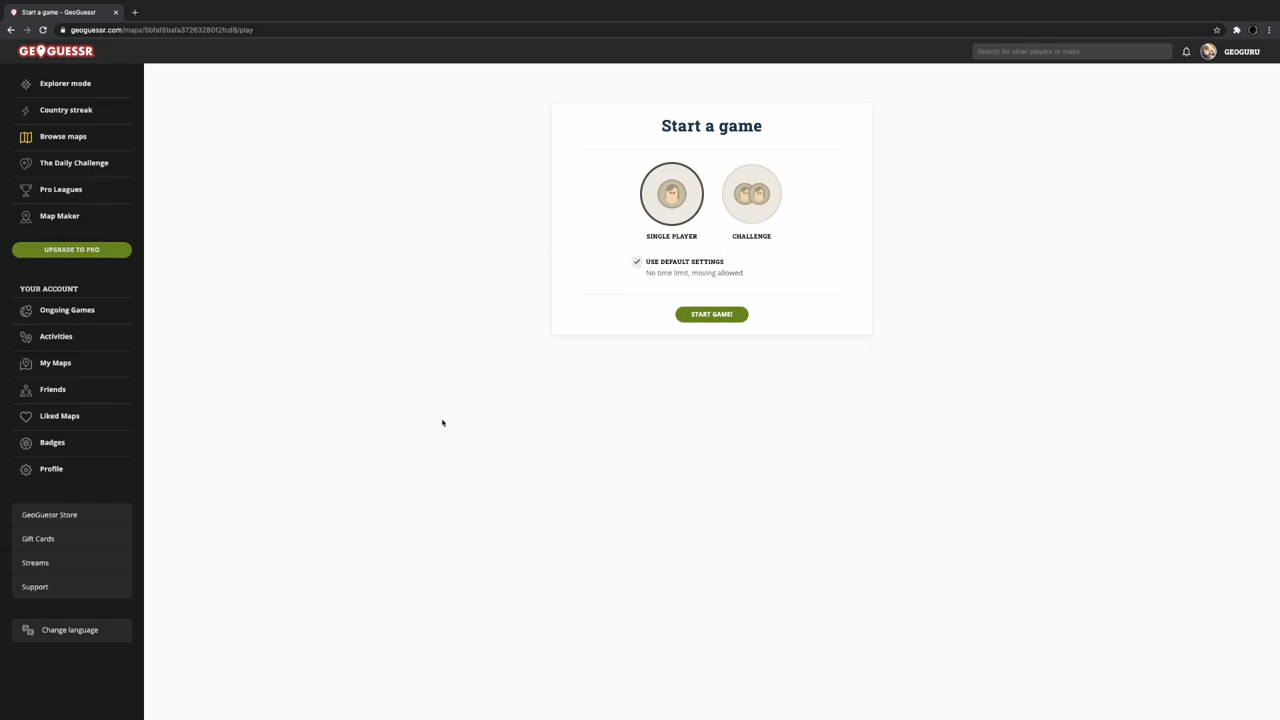 Start a game - GeoGuessr
geoguessr.com/maps/5bfaf8bafa37263280f2fcd8/play
GEOGUESSR
Search for other players or maps
GEOGURU
Explorer mode
Country streak
Browse maps
The Daily Challenge
Pro Leagues
Map Maker
UPGRADE TO PRO
YOUR ACCOUNT
Ongoing Games
Activities
My Maps
Friends
Liked Maps
Badges
Profile
GeoGuessr Store
Gift Cards
Streams
Support
Change language
Start a game
SINGLE PLAYER
CHALLENGE
USE DEFAULT SETTINGS
No time limit, moving allowed
START GAME!